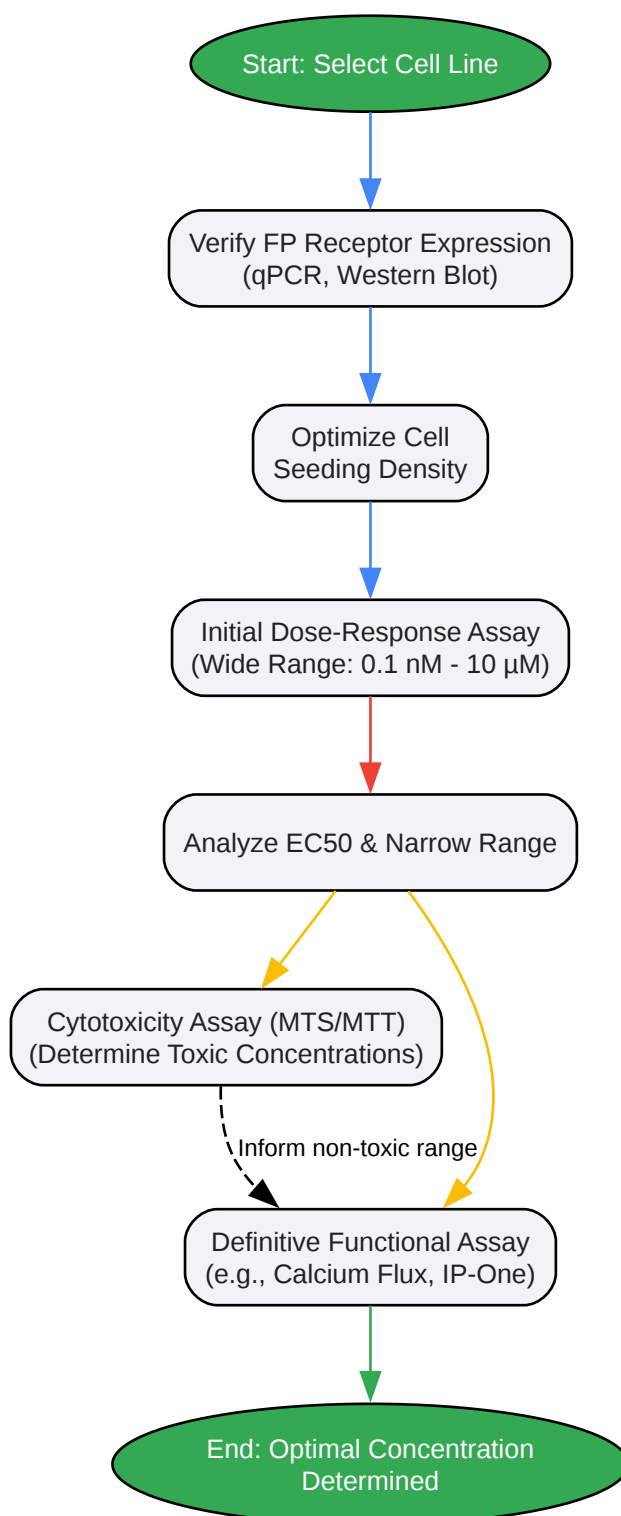 Start: Select Cell Line
Verify FP Receptor Expression
(qPCR, Western Blot)
Optimize Cell
Seeding Density
Initial Dose-Response Assay
(Wide Range: 0.1 nM - 10 µM)
Analyze EC50 & Narrow Range
Cytotoxicity Assay (MTS/MTT)
(Determine Toxic Concentrations)
Inform non-toxic range
Definitive Functional Assay
(e.g., Calcium Flux, IP-One)
End: Optimal Concentration
Determined